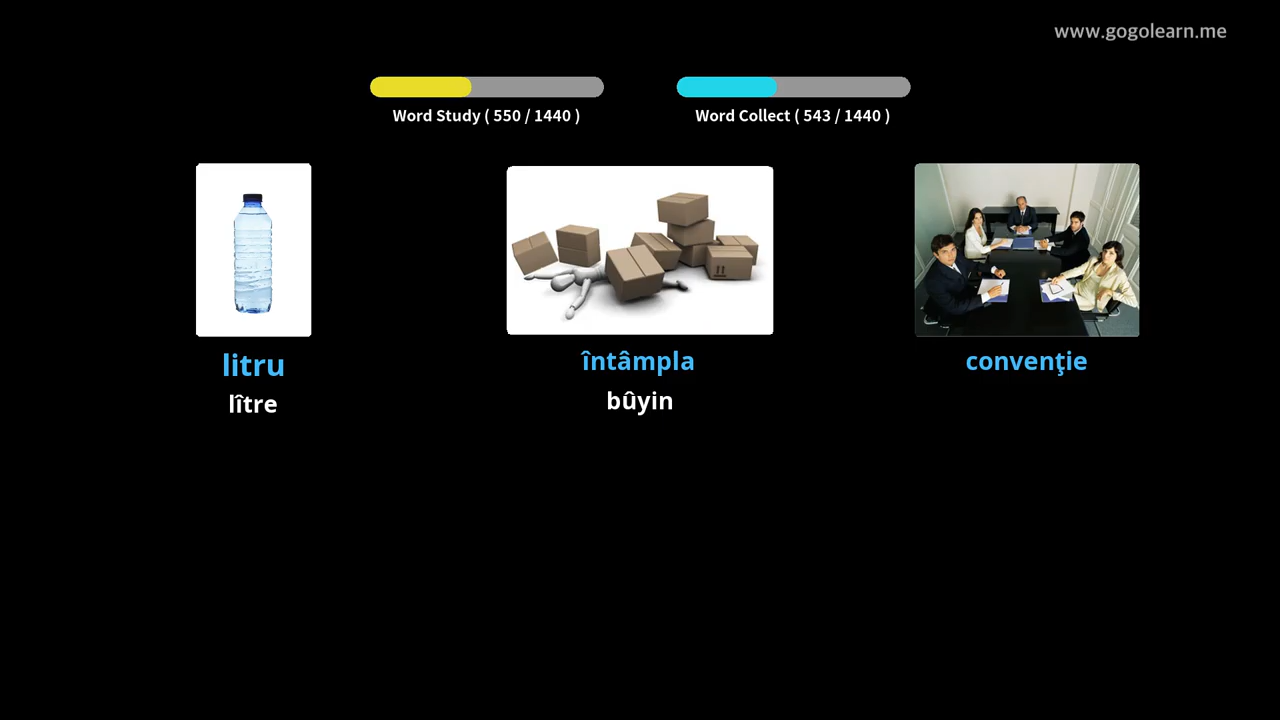 www.gogolearn.me
Word Study ( 550 / 1440 )
Word Collect ( 543 / 1440 )
litru
lître
întâmpla
bûyin
convenţie